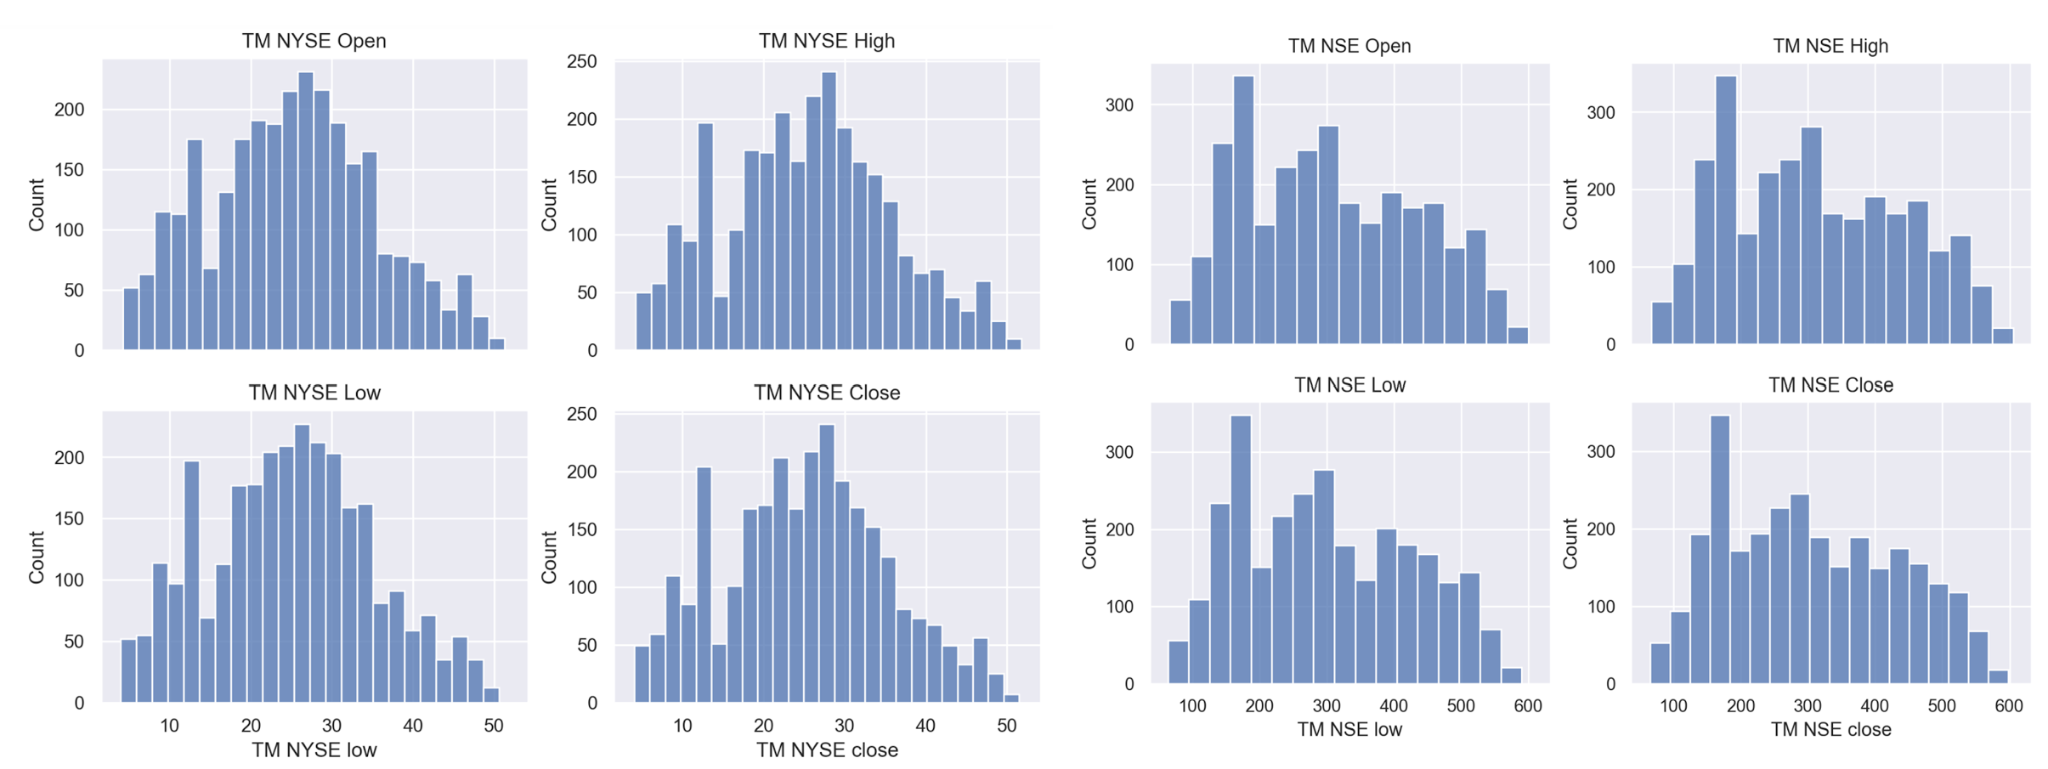 TM NYSE Open
Count
200
150
100
50
0
TM NYSE High
Count
250
200
150
100
50
0
TM NSE Open
Count
300
200
100
0
TM NSE High
Count
300
200
100
0
TM NYSE Low
Count
200
150
100
50
0
10 20 30 40 50
TM NYSE low
TM NYSE Close
Count
250
200
150
100
50
0
10 20 30 40 50
TM NYSE close
TM NSE Low
Count
300
200
100
0
100 200 300 400 500 600
TM NSE low
TM NSE Close
Count
300
200
100
0
100 200 300 400 500 600
TM NSE close